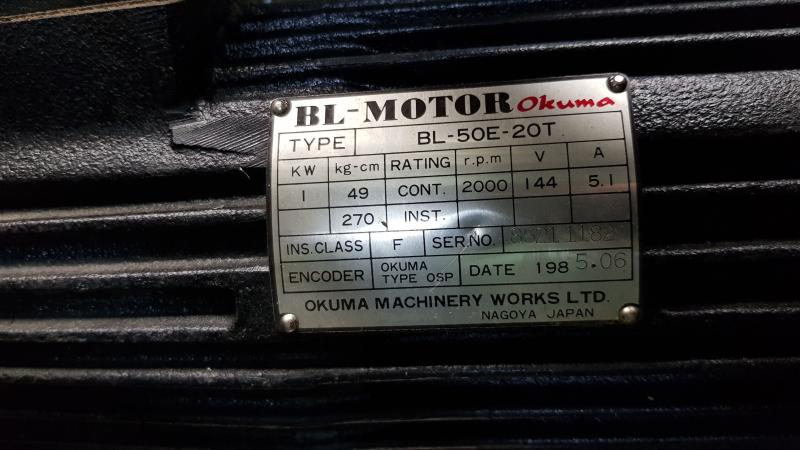 BL-MOTOR Okuma
TYPE BL-50E-20T
KW kg-cm RATING r.p.m V A
1 49 CONT. 2000 144 5.1
270 INST.
INS.CLASS F SER.NO.
ENCODER OKUMA TYPE OSP DATE 1985.06
OKUMA MACHINERY WORKS LTD.
NAGOYA JAPAN